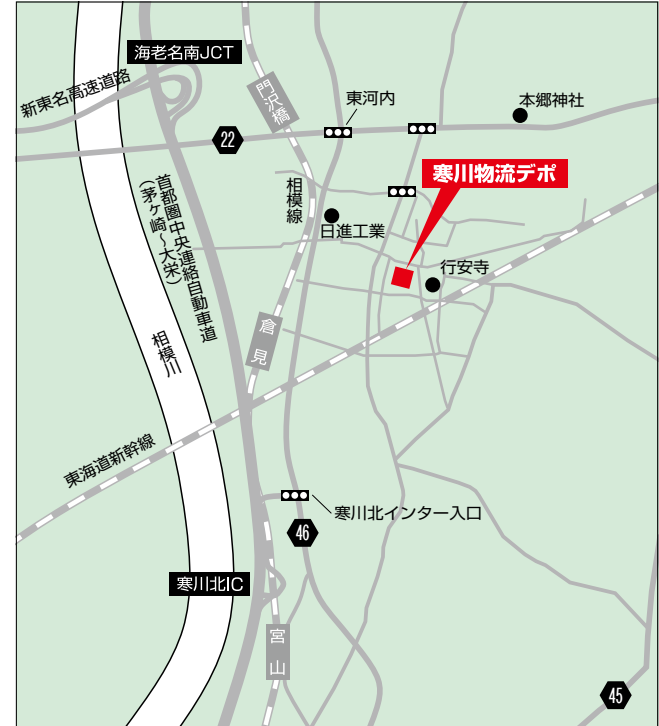 海老名南JCT
新東名高速道路
門沢橋
東河内
本郷神社
22
寒川物流デポ
相模線
日進工業
首都圏中央連絡自動車道
（茅ヶ崎～大栄）
行安寺
倉見
相模川
東海道新幹線
寒川北インター入口
46
寒川北IC
宮山
45